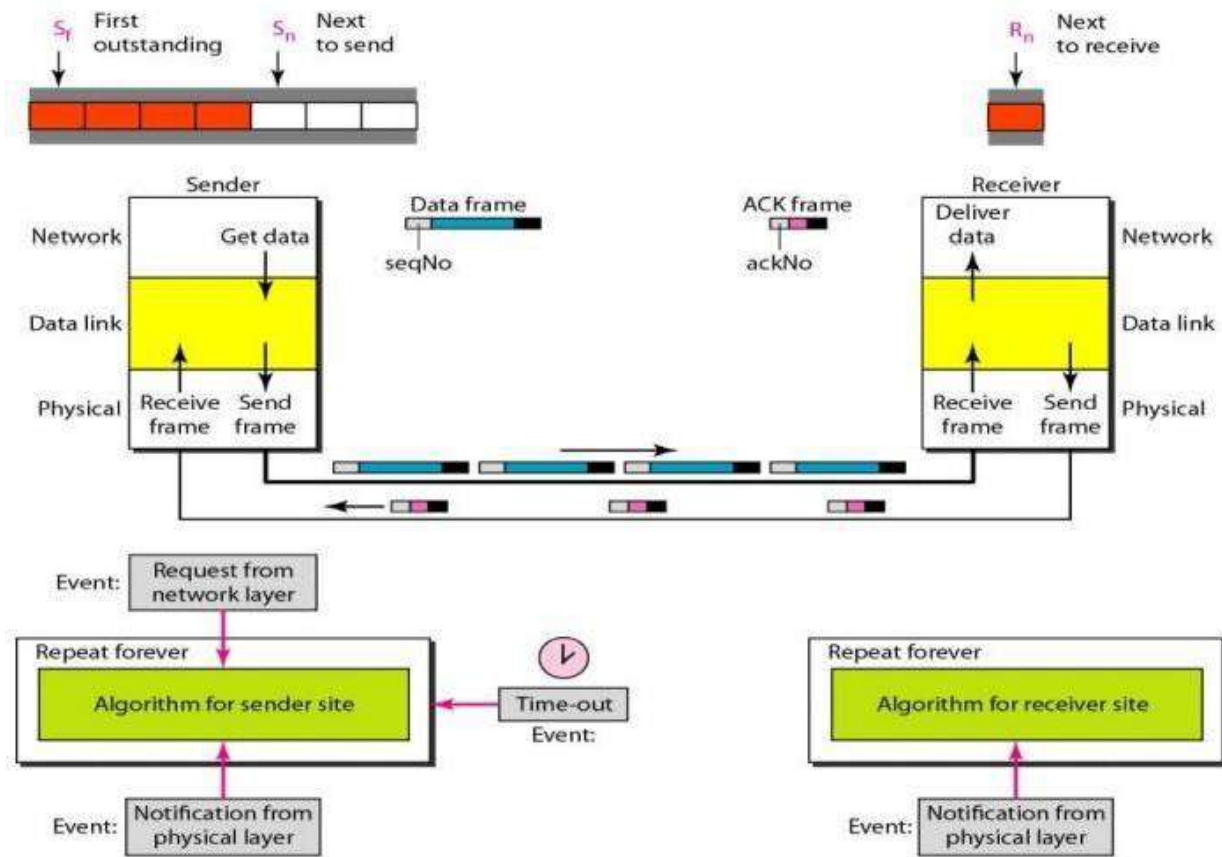 S_f First
outstanding
S_n Next
to send
R_n Next
to receive
Sender
Receiver
Data frame
ACK frame
Deliver
data
Network
Get data
Network
seqNo
ackNo
Data link
Data link
Physical
Receive
frame
Send
frame
Receive
frame
Send
frame
Physical
Event:
Request from
network layer
Repeat forever
Algorithm for sender site
Time-out
Event:
Repeat forever
Algorithm for receiver site
Event:
Notification from
physical layer
Event:
Notification from
physical layer